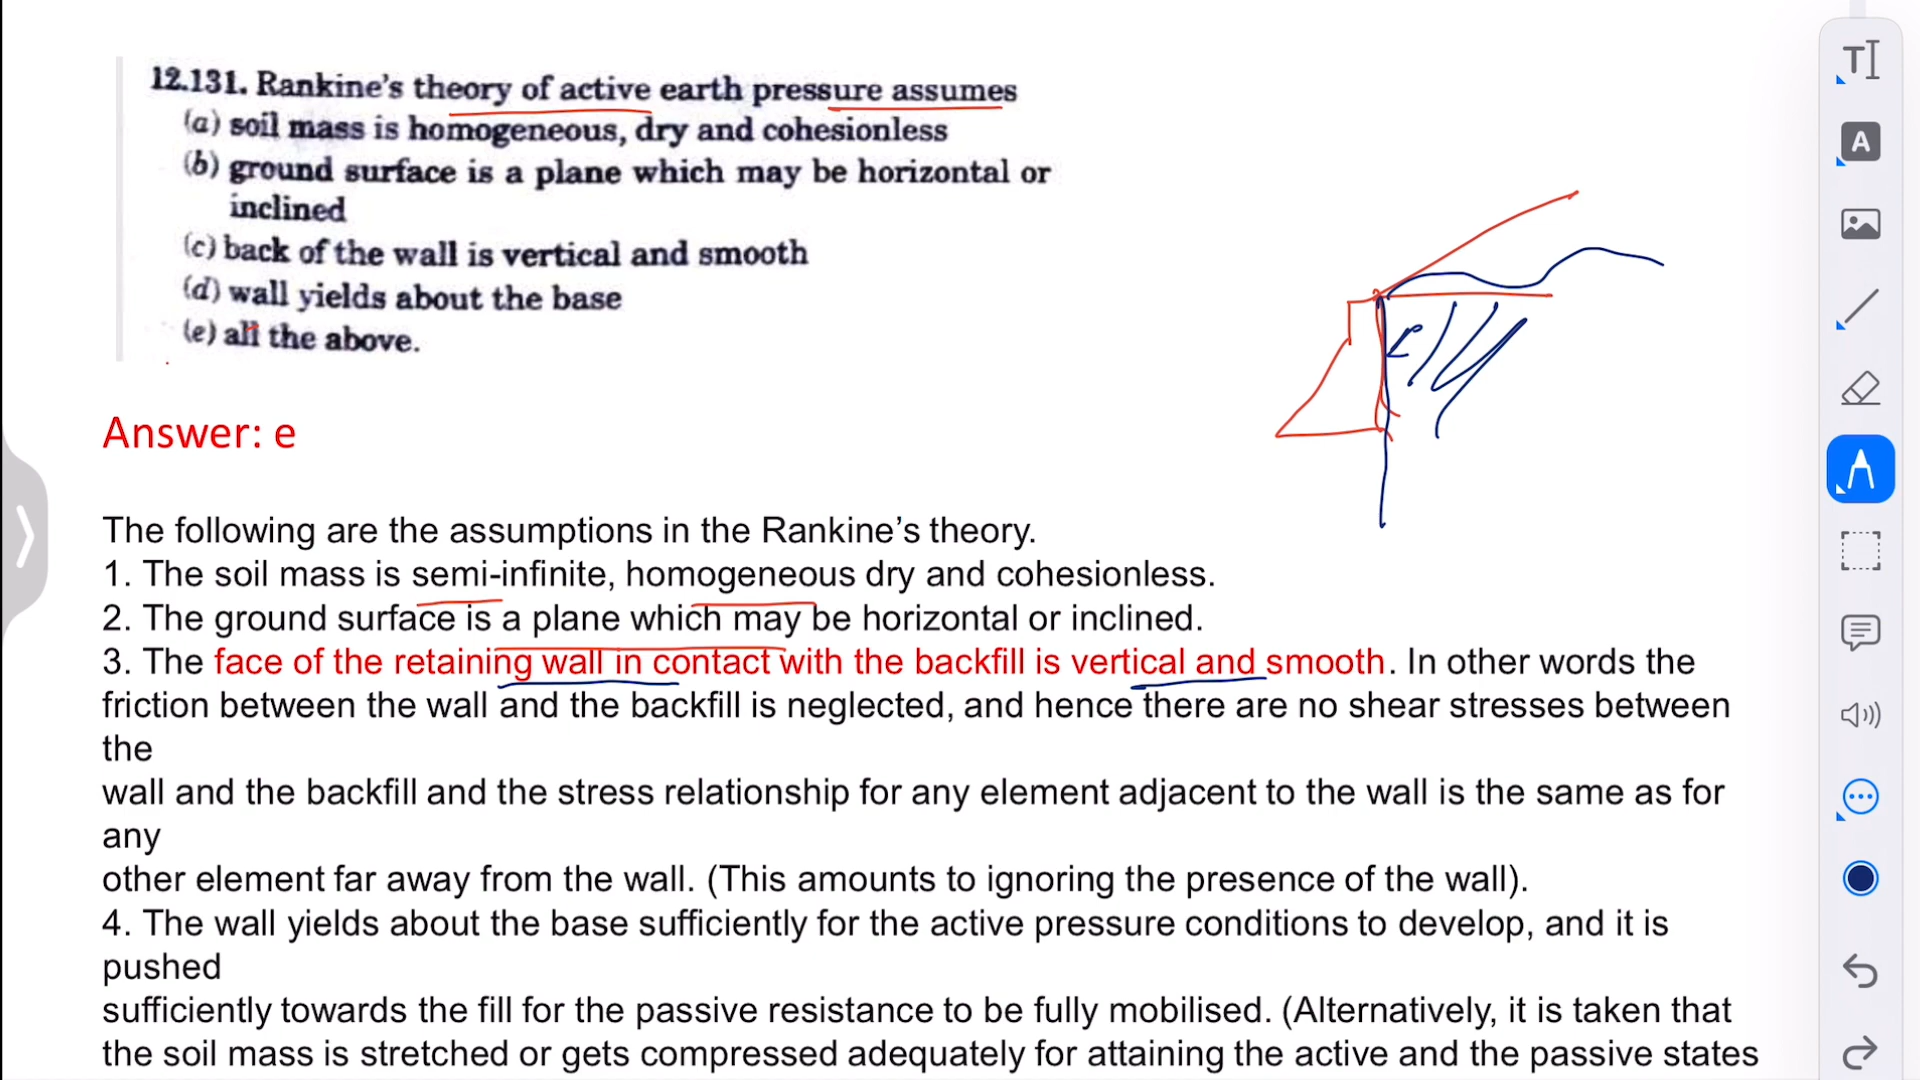 12.131. Rankine's theory of active earth pressure assumes
(a) soil mass is homogeneous, dry and cohesionless
(b) ground surface is a plane which may be horizontal or
inclined
(c) back of the wall is vertical and smooth
(d) wall yields about the base
(e) all the above.
Answer: e
The following are the assumptions in the Rankine’s theory.
1. The soil mass is semi-infinite, homogeneous dry and cohesionless.
2. The ground surface is a plane which may be horizontal or inclined.
3. The face of the retaining wall in contact with the backfill is vertical and smooth. In other words the
friction between the wall and the backfill is neglected, and hence there are no shear stresses between
the
wall and the backfill and the stress relationship for any element adjacent to the wall is the same as for
any
other element far away from the wall. (This amounts to ignoring the presence of the wall).
4. The wall yields about the base sufficiently for the active pressure conditions to develop, and it is
pushed
sufficiently towards the fill for the passive resistance to be fully mobilised. (Alternatively, it is taken that
the soil mass is stretched or gets compressed adequately for attaining the active and the passive states